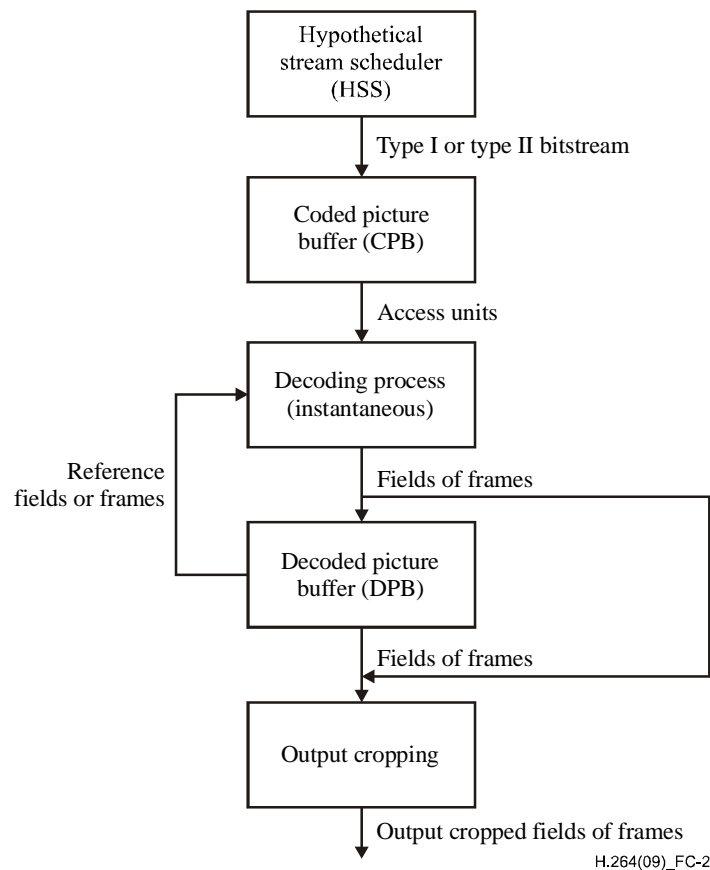 Hypothetical
stream scheduler
(HSS)
Type I or type II bitstream
Coded picture
buffer (CPB)
Access units
Decoding process
(instantaneous)
Reference
fields or frames
Fields of frames
Decoded picture
buffer (DPB)
Fields of frames
Output cropping
Output cropped fields of frames
H.264(09)_FC-2